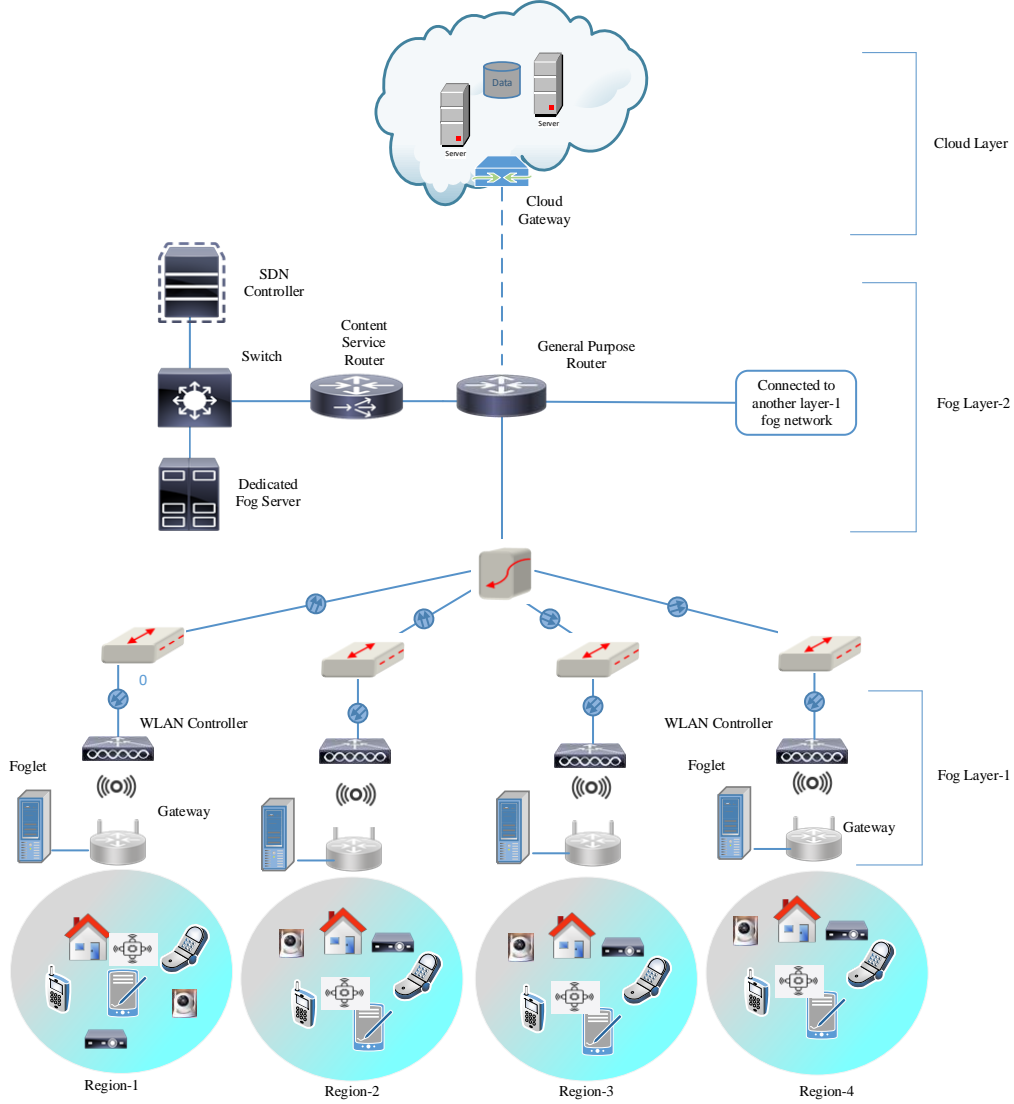 Data
Server
Server
Cloud Layer
Cloud
Gateway
SDN
Controller
Content
Service
Router
Switch
General Purpose
Router
Connected to
another layer-1
fog network
Fog Layer-2
Dedicated
Fog Server
0
WLAN Controller
WLAN Controller
Foglet
Foglet
Fog Layer-1
Gateway
Gateway
Region-1
Region-2
Region-3
Region-4